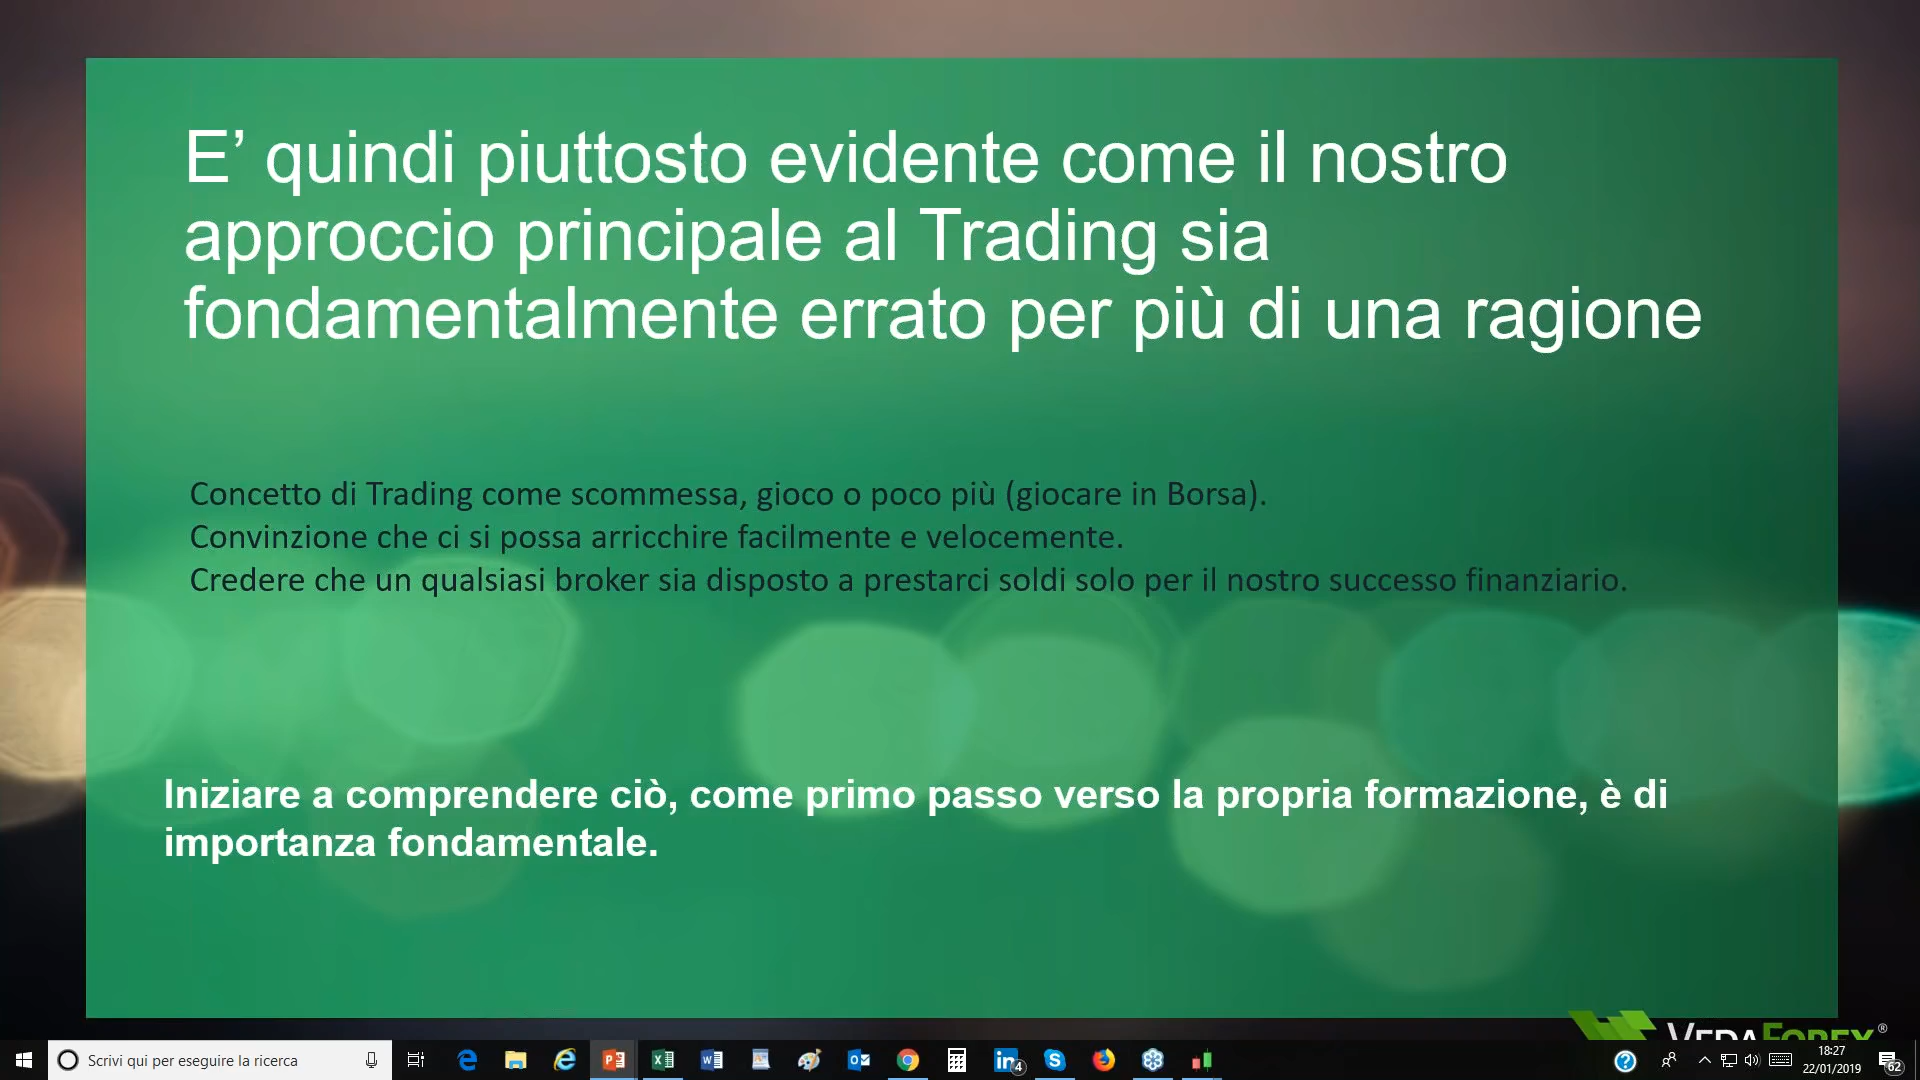 E’ quindi piuttosto evidente come il nostro
approccio principale al Trading sia
fondamentalmente errato per più di una ragione
Concetto di Trading come scommessa, gioco o poco più (giocare in Borsa).
Convinzione che ci si possa arricchire facilmente e velocemente.
Credere che un qualsiasi broker sia disposto a prestarci soldi solo per il nostro successo finanziario.
Iniziare a comprendere ciò, come primo passo verso la propria formazione, è di
importanza fondamentale.
VEDAFOREX®
Scrivi qui per eseguire la ricerca
4
18:27
22/01/2019
62